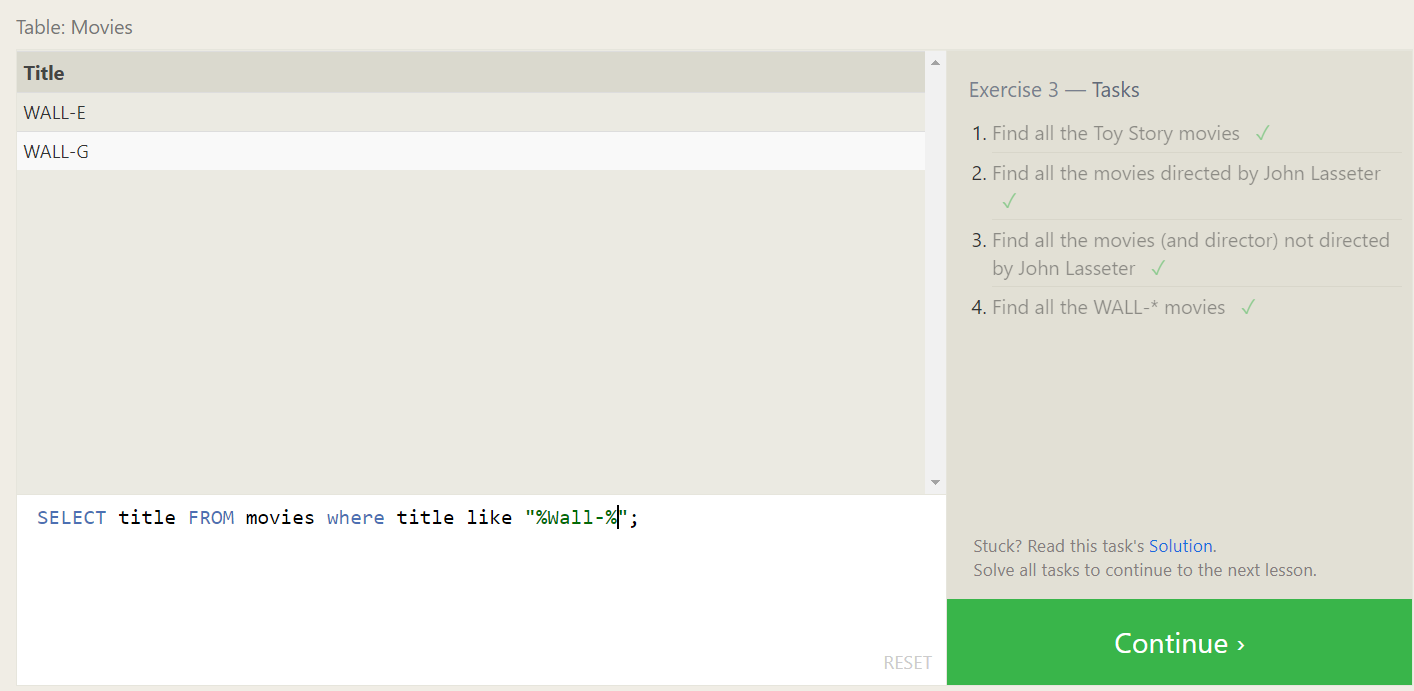 Table: Movies
Title
WALL-E
WALL-G
SELECT title FROM movies where title like "%Wall-%";
RESET
Exercise 3 — Tasks
1. Find all the Toy Story movies ✓
2. Find all the movies directed by John Lasseter
✓
3. Find all the movies (and director) not directed
by John Lasseter ✓
4. Find all the WALL-* movies ✓
Stuck? Read this task's Solution.
Solve all tasks to continue to the next lesson.
Continue ›